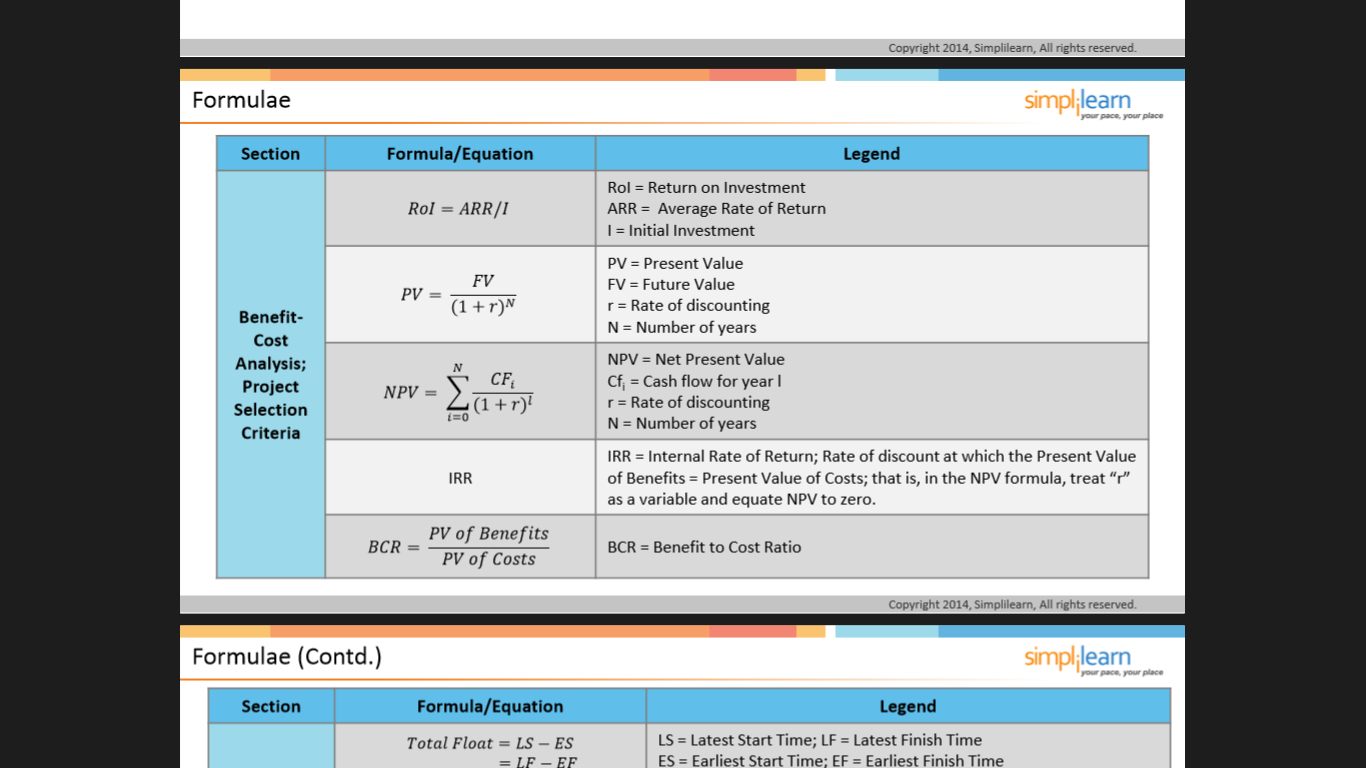 Copyright 2014, Simplilearn, All rights reserved.
Formulae
simplilearn
your pace, your place
Section Formula/Equation Legend
Benefit-
Cost
Analysis;
Project
Selection
Criteria
RoI = ARR/I
RoI = Return on Investment
ARR = Average Rate of Return
I = Initial Investment
PV = FV / (1 + r)^N
PV = Present Value
FV = Future Value
r = Rate of discounting
N = Number of years
NPV = ∑_{i=0}^{N} CF_i / (1 + r)^i
NPV = Net Present Value
Cf_i = Cash flow for year I
r = Rate of discounting
N = Number of years
IRR
IRR = Internal Rate of Return; Rate of discount at which the Present Value
of Benefits = Present Value of Costs; that is, in the NPV formula, treat “r”
as a variable and equate NPV to zero.
BCR = PV of Benefits / PV of Costs
BCR = Benefit to Cost Ratio
Copyright 2014, Simplilearn, All rights reserved.
Formulae (Contd.)
simplilearn
your pace, your place
Section Formula/Equation Legend
Total Float = LS − ES
= LF − EF
LS = Latest Start Time; LF = Latest Finish Time
ES = Earliest Start Time; EF = Earliest Finish Time